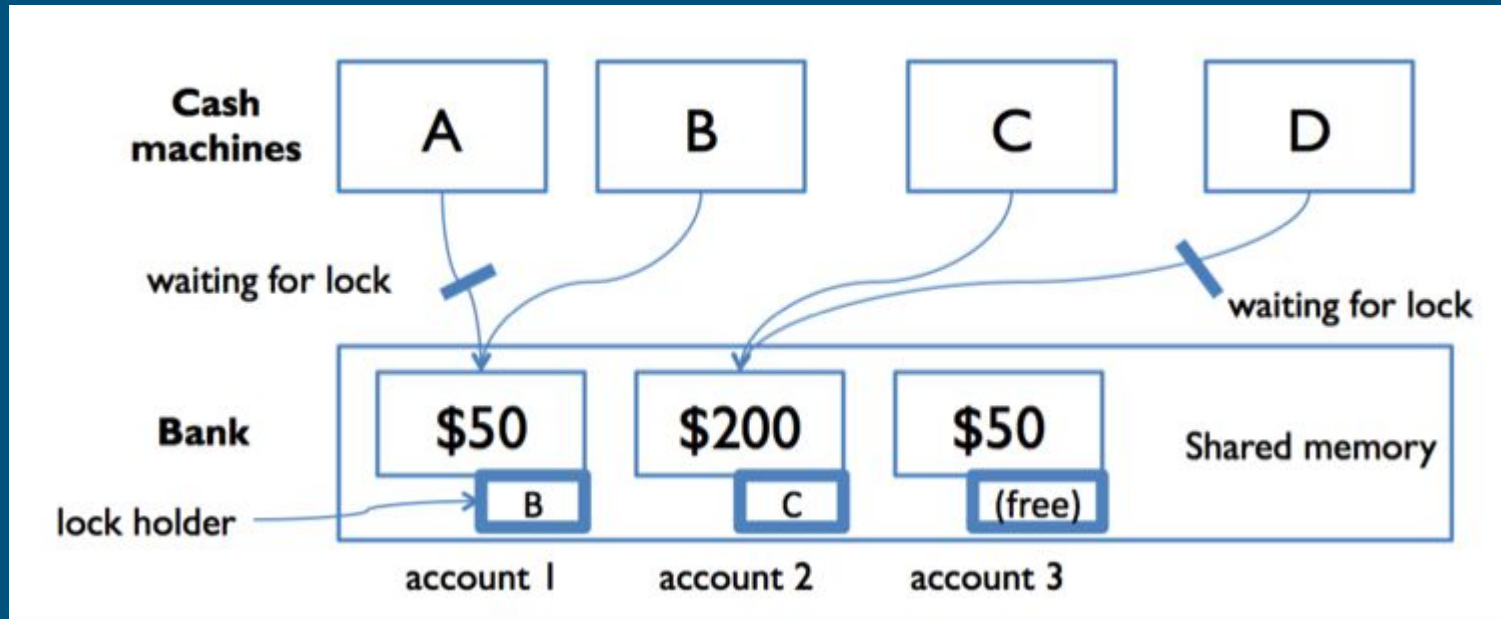 Cash
machines
A
B
C
D
waiting for lock
waiting for lock
Bank
$50
$200
$50
Shared memory
lock holder
B
C
(free)
account 1
account 2
account 3